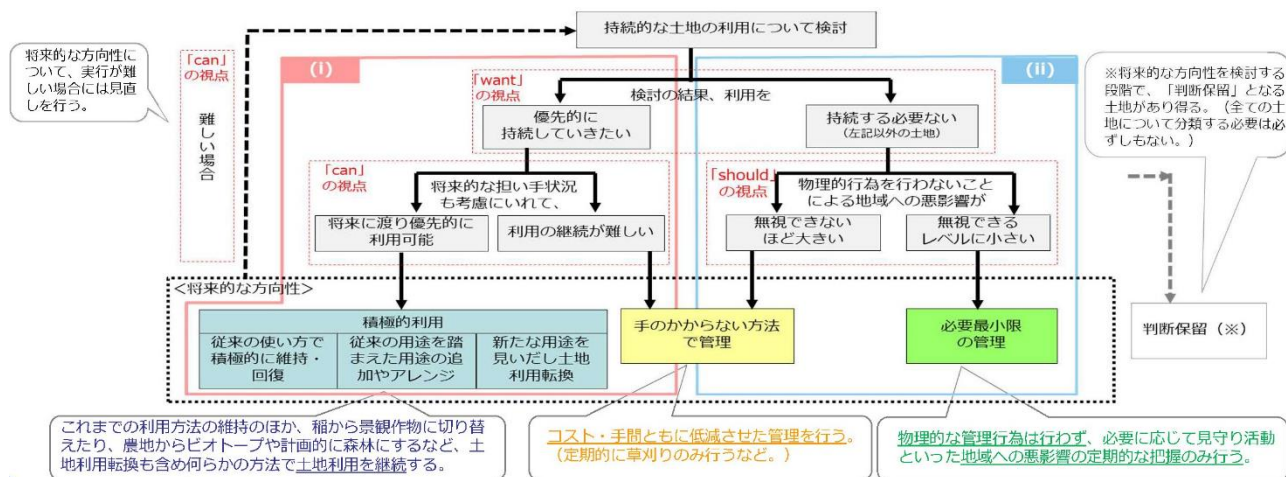 持続的な土地の利用について検討
将来的な方向性に
ついて、実行が難
しい場合には見直
しを行う。
「can」
の視点
難しい場合
(i)
(ii)
「want」
の視点
検討の結果、利用を
優先的に
持続していきたい
持続する必要ない
(左記以外の土地)
※将来的な方向性を検討する
段階で、「判断保留」となる
土地があり得る。（全ての土
地について分類する必要は必
ずしもない。）
「can」
の視点
将来的な担い手状況
も考慮にいれて、
将来に渡り優先的に
利用可能
利用の継続が難しい
「should」
の視点
物理的行為を行わないこと
による地域への悪影響が
無視できない
ほど大きい
無視できる
レベルに小さい
＜将来的な方向性＞
積極的利用
従来の使い方で
積極的に維持・
回復
従来の用途を踏
まえた用途の追
加やアレンジ
新たな用途を
見いだし土地
利用転換
手のかからない方法
で管理
必要最小限
の管理
判断保留（※）
これまでの利用方法の維持のほか、稲から景観作物に切り替
えたり、農地からビオトープや計画的に森林にするなど、土
地利用転換も含め何らかの方法で土地利用を継続する。
コスト・手間ともに低減させた管理を行う。
（定期的に草刈りのみ行うなど。）
物理的な管理行為は行わず、必要に応じて見守り活動
といった地域への悪影響の定期的な把握のみ行う。